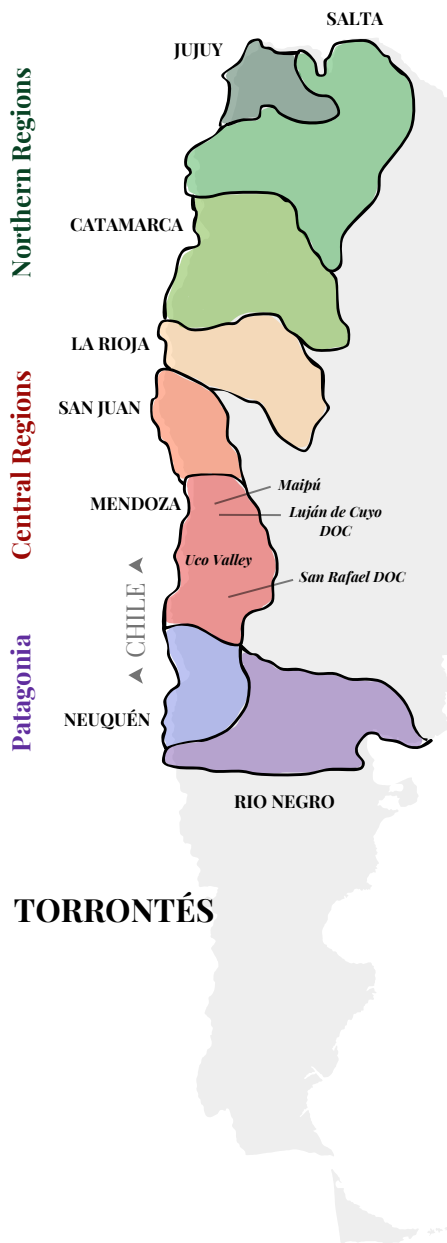 SALTA
JUJUY
Northern Regions
CATAMARCA
LA RIOJA
Central Regions
SAN JUAN
Maipú
MENDOZA
Luján de Cuyo
DOC
Uco Valley
San Rafael DOC
CHILE
Patagonia
NEUQUÉN
RIO NEGRO
TORRONTÉS